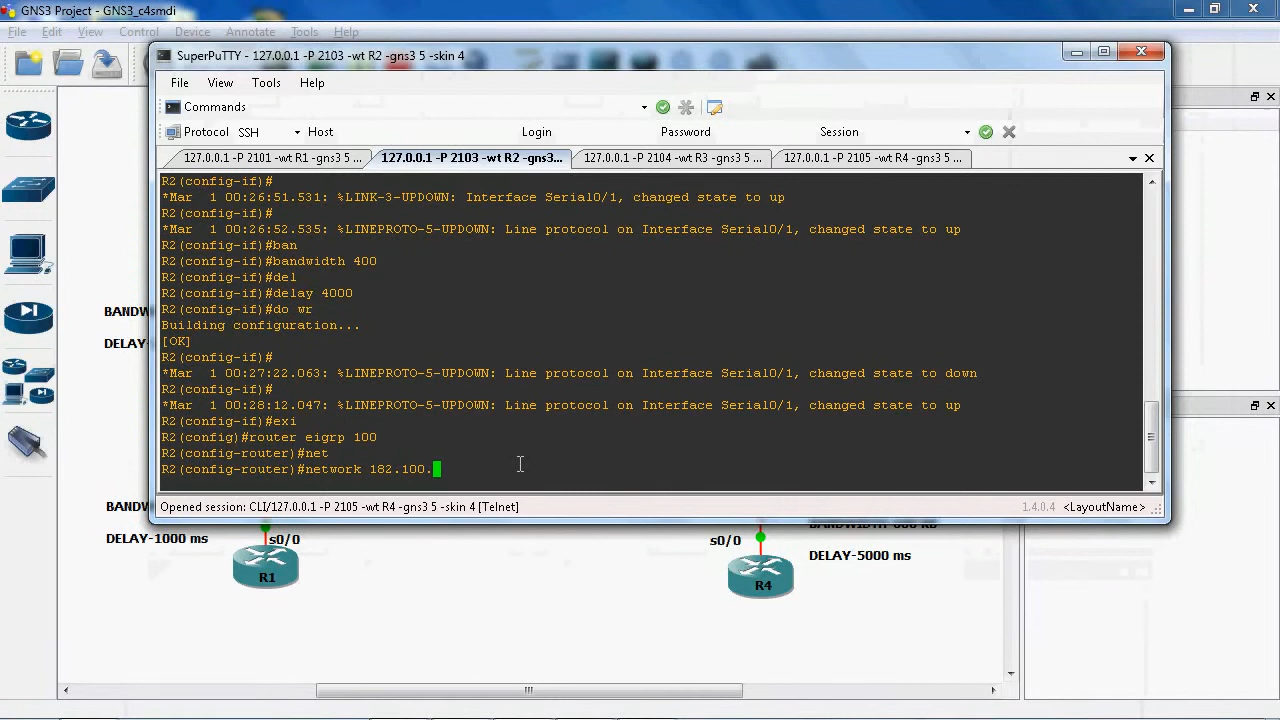 GNS3 Project - GNS3_c4smdi
File Edit View Control Device Annotate Tools Help
SuperPuTTY - 127.0.0.1 -P 2103 -wt R2 -gns3 5 -skin 4
File View Tools Help
Commands
Protocol SSH Host Login Password Session
127.0.0.1 -P 2101 -wt R1 -gns3 5 ... 127.0.0.1 -P 2103 -wt R2 -gns3... 127.0.0.1 -P 2104 -wt R3 -gns3 5 ... 127.0.0.1 -P 2105 -wt R4 -gns3 5 ...
R2(config-if)#
*Mar 1 00:26:51.531: %LINK-3-UPDOWN: Interface Serial0/1, changed state to up
R2(config-if)#
*Mar 1 00:26:52.535: %LINEPROTO-5-UPDOWN: Line protocol on Interface Serial0/1, changed state to up
R2(config-if)#ban
R2(config-if)#bandwidth 400
R2(config-if)#del
R2(config-if)#delay 4000
R2(config-if)#do wr
Building configuration...
[OK]
R2(config-if)#
*Mar 1 00:27:22.063: %LINEPROTO-5-UPDOWN: Line protocol on Interface Serial0/1, changed state to down
R2(config-if)#
*Mar 1 00:28:12.047: %LINEPROTO-5-UPDOWN: Line protocol on Interface Serial0/1, changed state to up
R2(config-if)#exi
R2(config)#router eigrp 100
R2(config-router)#net
R2(config-router)#network 182.100.
Opened session: CLI/127.0.0.1 -P 2105 -wt R4 -gns3 5 -skin 4 [Telnet] 1.4.0.4 <LayoutName>
DELAY-1000 ms
s0/0
R1
s0/0
DELAY-5000 ms
R4